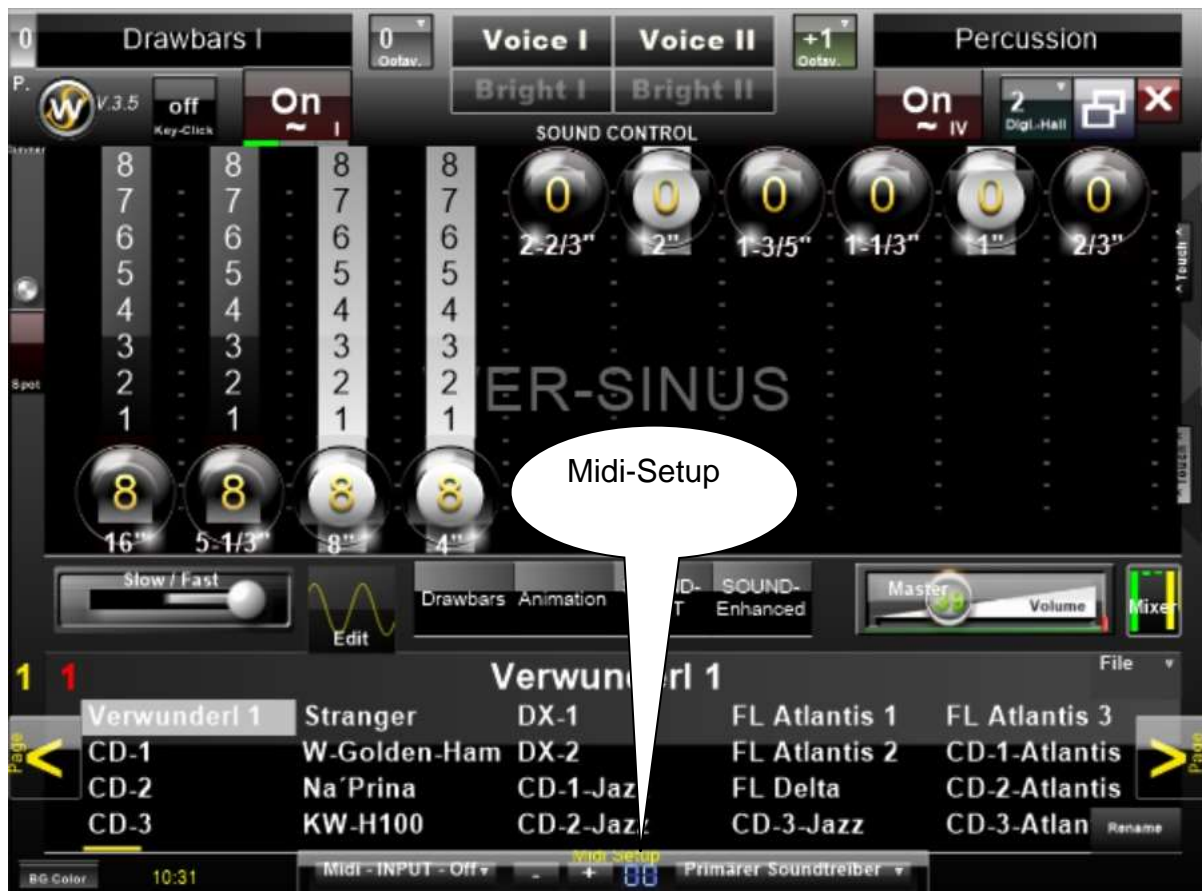 0 Drawbars I 0 Octav. Voice I Voice II +1 Octav. Percussion
Bright I Bright II
P. W V.3.5 off Key-Click On ~ I On ~ IV 2 Digi.-Hall X
SOUND CONTROL
8 8 8 8 0 0 0 0 0 0
7 7 7 7
6 6 6 6 2-2/3" 2" 1-3/5" 1-1/3" 1" 2/3"
^ Touch ^
5 5 5 5
4 4 4 4
3 3 3 3
Spot 2 2 2 2
ER-SINUS
1 1 1 1
Midi-Setup
8 8 8 8
16" 5-1/3" 8" 4"
Slow / Fast Edit Drawbars Animation SOUND-Enhanced Master 39 Volume Mixer
1 1 Verwunderl 1 File
Page < Verwunderl 1 Stranger DX-1 FL Atlantis 1 FL Atlantis 3 > Page
CD-1 W-Golden-Ham DX-2 FL Atlantis 2 CD-1-Atlantis
CD-2 Na´Prina CD-1-Jazz FL Delta CD-2-Atlantis
CD-3 KW-H100 CD-2-Jazz CD-3-Jazz CD-3-Atlan Rename
Midi Setup
BG Color 10:31 Midi - INPUT - Off - + 00 Primärer Soundtreiber